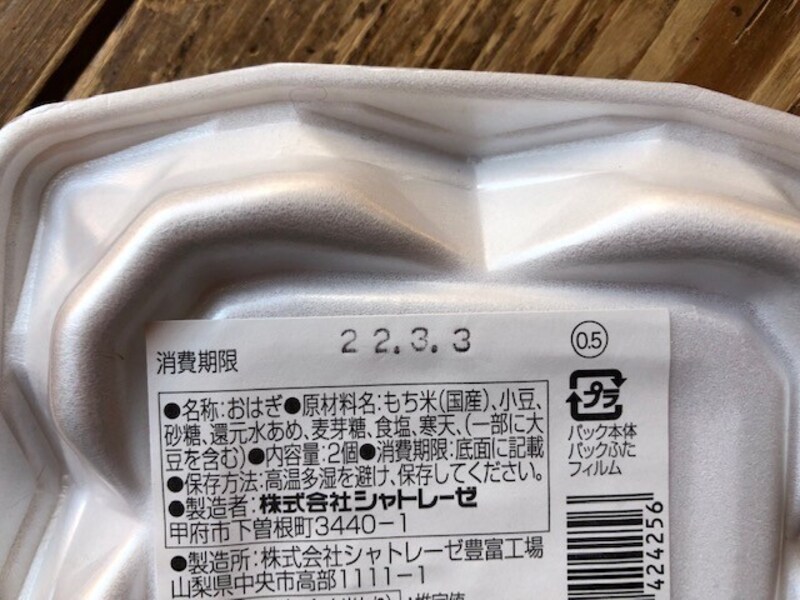 22.3.3
0.5
消費期限
●名称:おはぎ●原材料名:もち米(国産)、小豆、
砂糖、還元水あめ、麦芽糖、食塩、寒天、(一部に大
豆を含む)●内容量:2個●消費期限:底面に記載
●保存方法:高温多湿を避け、保存してください。
●製造者:株式会社シャトレーゼ
甲府市下曽根町3440-1
●製造所:株式会社シャトレーゼ豊富工場
山梨県中央市高部1111-1
:推定値
プラ
パック本体
パックふた
フィルム
424256